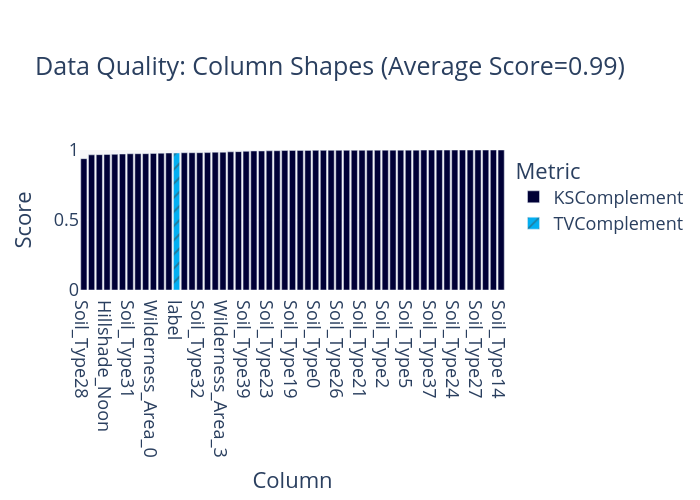 Data Quality: Column Shapes (Average Score=0.99)
Score
1
0.5
0
Metric
KSComplement
TVComplement
Soil_Type28
Hillshade_Noon
Soil_Type31
Wilderness_Area_0
label
Soil_Type32
Wilderness_Area_3
Soil_Type39
Soil_Type23
Soil_Type19
Soil_Type0
Soil_Type26
Soil_Type21
Soil_Type2
Soil_Type5
Soil_Type37
Soil_Type24
Soil_Type27
Soil_Type14
Column